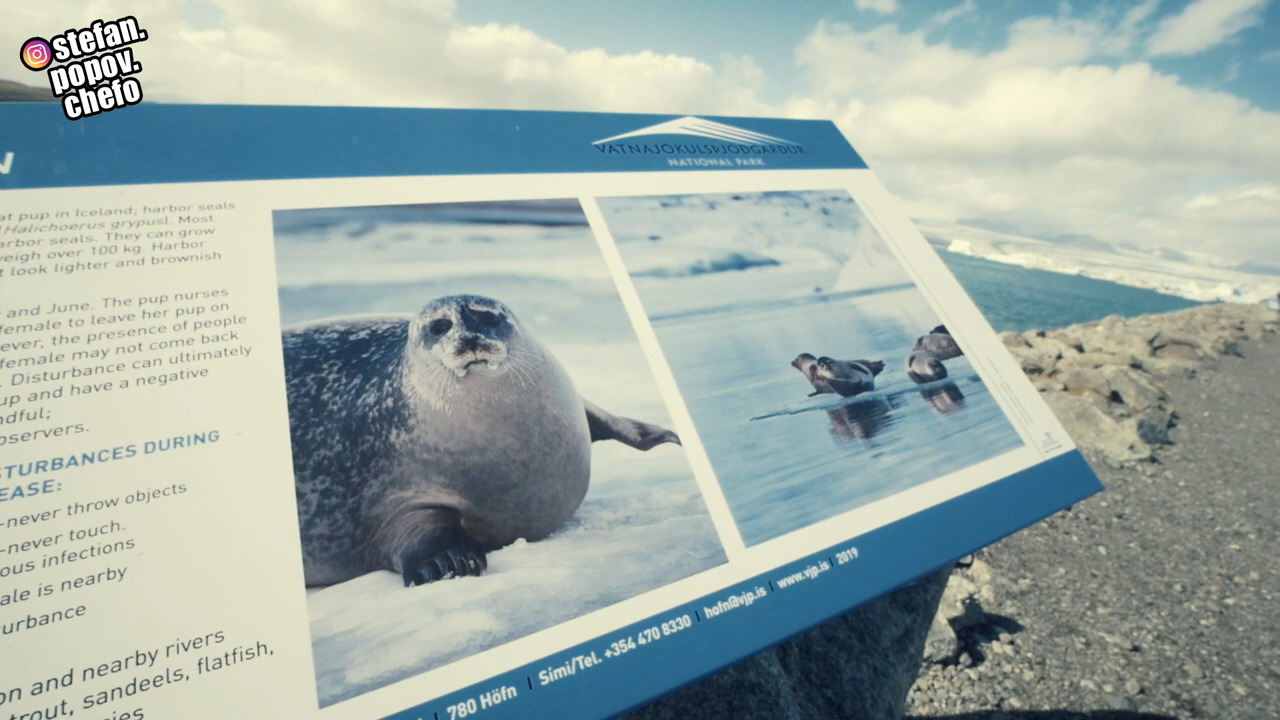 stefan.
popov.
chefo
VATNAJÖKULSÞJÓÐGARÐUR
NATIONAL PARK
at pup in Iceland; harbor seals
(Halichoerus grypus). Most
arbor seals. They can grow
weigh over 100 kg. Harbor
t look lighter and brownish
and June. The pup nurses
female to leave her pup on
ever, the presence of people
female may not come back
. Disturbance can ultimately
up and have a negative
ndful;
bservers.
STURBANCES DURING
EASE:
-never throw objects
-never touch.
ous infections
ale is nearby
urbance
on and nearby rivers
trout, sandeels, flatfish,
| 780 Höfn | Sími/Tel. +354 470 8330 | hofn@vjp.is | www.vjp.is | 2019